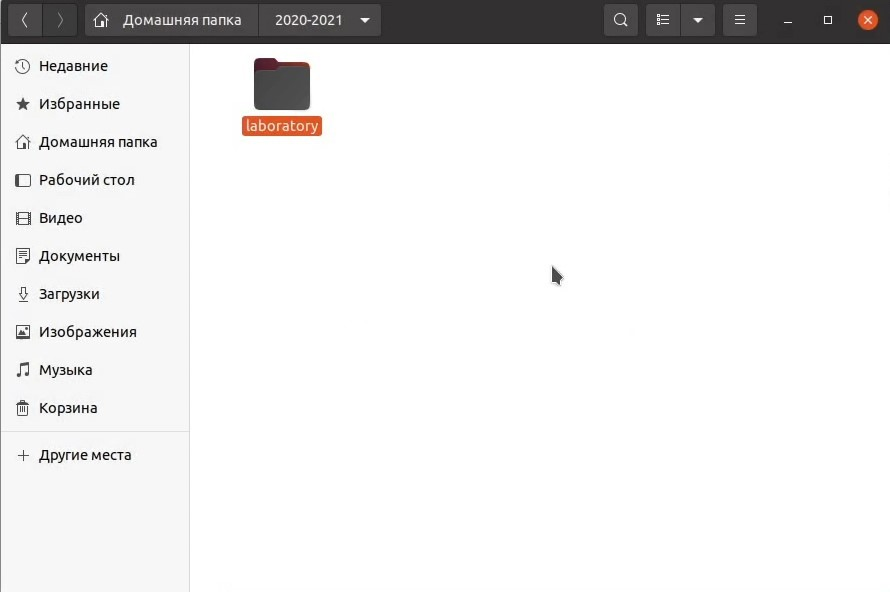 Домашняя папка
2020-2021
Недавние
Избранные
Домашняя папка
Рабочий стол
Видео
Документы
Загрузки
Изображения
Музыка
Корзина
Другие места
laboratory